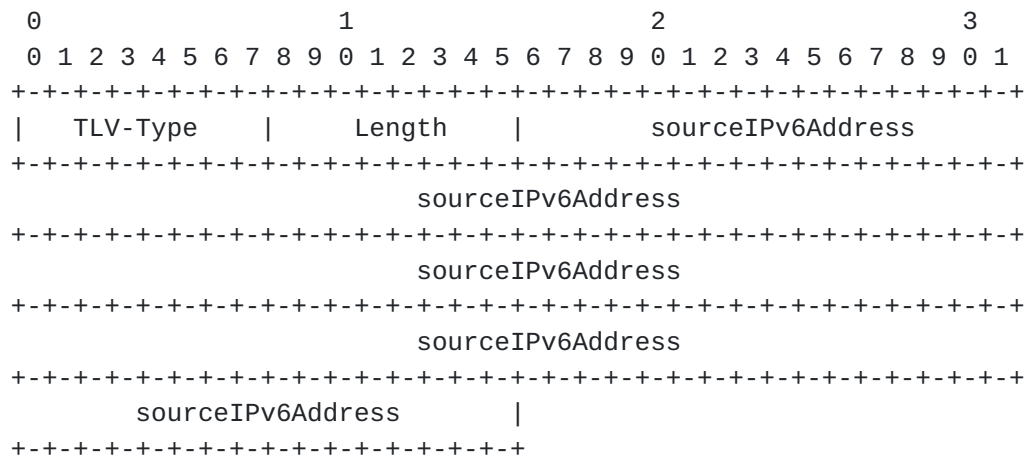 0                   1                   2                   3
 0 1 2 3 4 5 6 7 8 9 0 1 2 3 4 5 6 7 8 9 0 1 2 3 4 5 6 7 8 9 0 1
+-+-+-+-+-+-+-+-+-+-+-+-+-+-+-+-+-+-+-+-+-+-+-+-+-+-+-+-+-+-+-+-+
|   TLV-Type    |     Length    |        sourceIPv6Address
+-+-+-+-+-+-+-+-+-+-+-+-+-+-+-+-+-+-+-+-+-+-+-+-+-+-+-+-+-+-+-+-+
                          sourceIPv6Address
+-+-+-+-+-+-+-+-+-+-+-+-+-+-+-+-+-+-+-+-+-+-+-+-+-+-+-+-+-+-+-+-+
                          sourceIPv6Address
+-+-+-+-+-+-+-+-+-+-+-+-+-+-+-+-+-+-+-+-+-+-+-+-+-+-+-+-+-+-+-+-+
                          sourceIPv6Address
+-+-+-+-+-+-+-+-+-+-+-+-+-+-+-+-+-+-+-+-+-+-+-+-+-+-+-+-+-+-+-+-+
        sourceIPv6Address       |
+-+-+-+-+-+-+-+-+-+-+-+-+-+-+-+-+